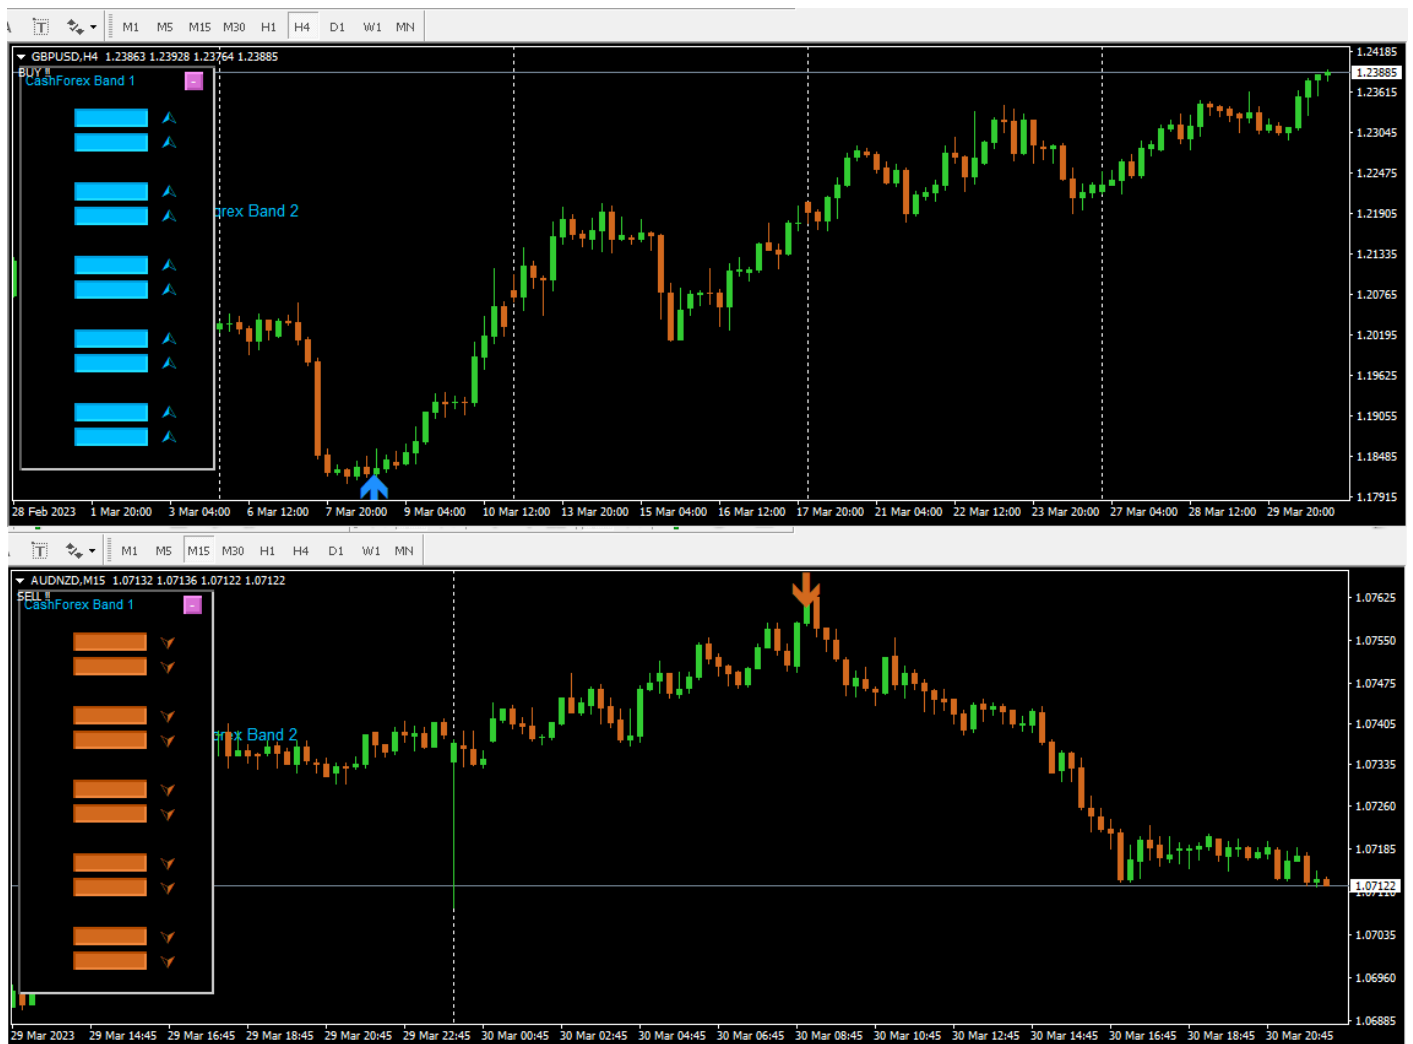 M1 M5 M15 M30 H1 H4 D1 W1 MN
GBPUSD,H4 1.23863 1.23928 1.23764 1.23885
BUY !!
CashForex Band 1
-
orex Band 2
1.24185
1.23885
1.23615
1.23045
1.22475
1.21905
1.21335
1.20765
1.20195
1.19625
1.19055
1.18485
1.17915
28 Feb 2023 1 Mar 20:00 3 Mar 04:00 6 Mar 12:00 7 Mar 20:00 9 Mar 04:00 10 Mar 12:00 13 Mar 20:00 15 Mar 04:00 16 Mar 12:00 17 Mar 20:00 21 Mar 04:00 22 Mar 12:00 23 Mar 20:00 27 Mar 04:00 28 Mar 12:00 29 Mar 20:00
M1 M5 M15 M30 H1 H4 D1 W1 MN
AUDNZD,M15 1.07132 1.07136 1.07122 1.07122
SELL !!
CashForex Band 1
-
orex Band 2
1.07625
1.07550
1.07475
1.07405
1.07335
1.07260
1.07185
1.07122
1.07110
1.07035
1.06960
1.06885
29 Mar 2023 29 Mar 14:45 29 Mar 16:45 29 Mar 18:45 29 Mar 20:45 29 Mar 22:45 30 Mar 00:45 30 Mar 02:45 30 Mar 04:45 30 Mar 06:45 30 Mar 08:45 30 Mar 10:45 30 Mar 12:45 30 Mar 14:45 30 Mar 16:45 30 Mar 18:45 30 Mar 20:45